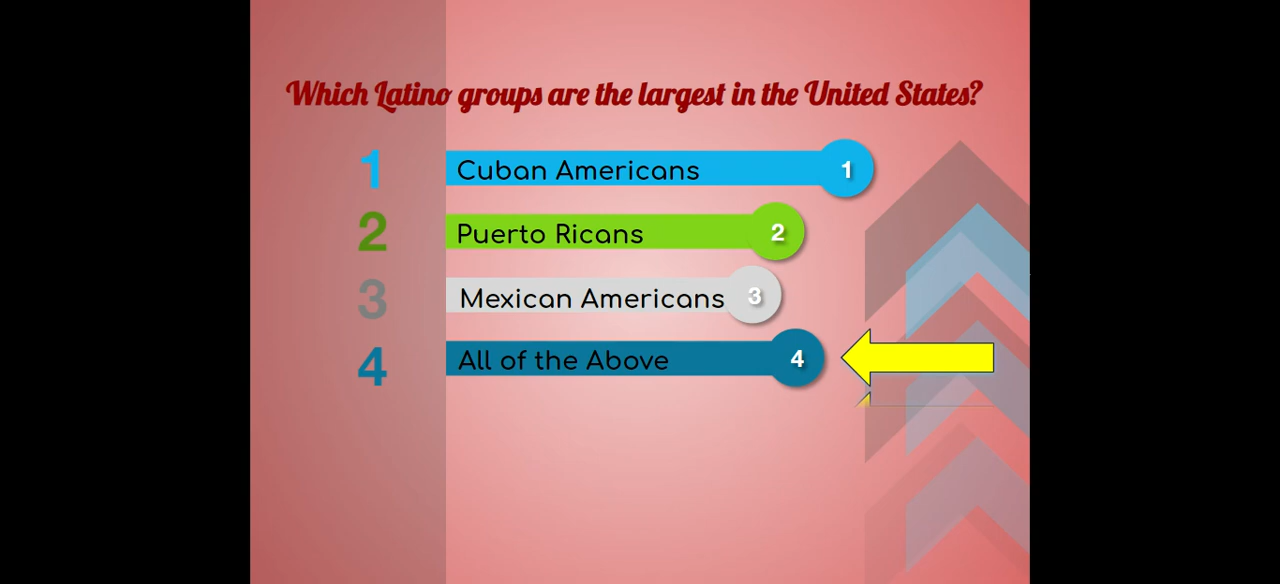 Which Latino groups are the largest in the United States?
1 Cuban Americans 1
2 Puerto Ricans 2
3 Mexican Americans 3
4 All of the Above 4